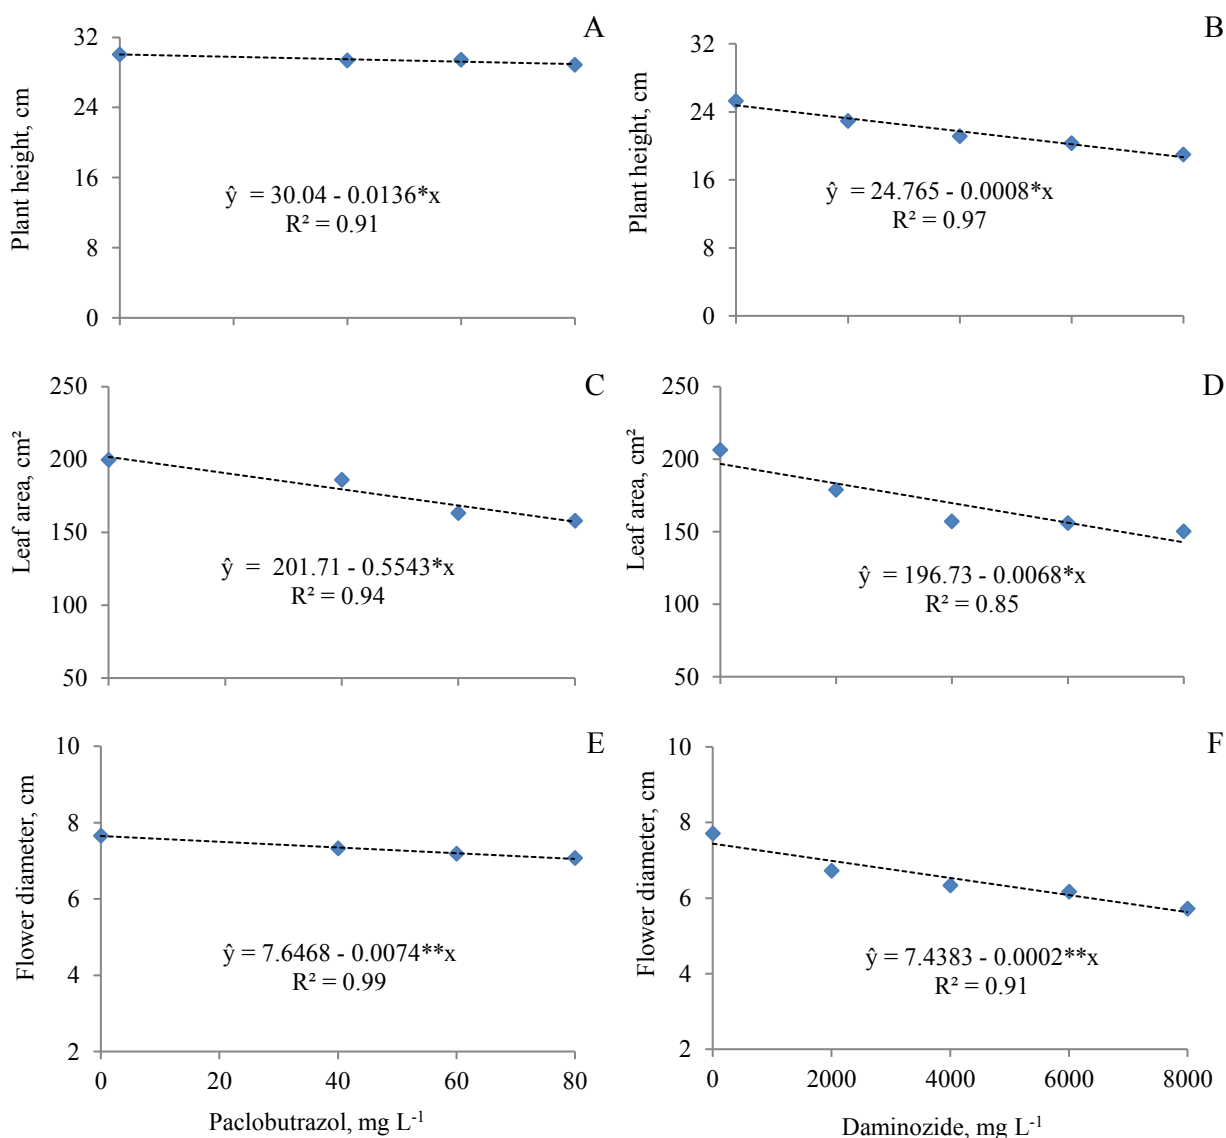 A
Plant height, cm
32
24
16
8
0
ŷ = 30.04 - 0.0136*x
R² = 0.91
B
Plant height, cm
32
24
16
8
0
ŷ = 24.765 - 0.0008*x
R² = 0.97
C
Leaf area, cm²
250
200
150
100
50
ŷ = 201.71 - 0.5543*x
R² = 0.94
D
Leaf area, cm²
250
200
150
100
50
ŷ = 196.73 - 0.0068*x
R² = 0.85
E
Flower diameter, cm
10
8
6
4
2
ŷ = 7.6468 - 0.0074**x
R² = 0.99
0 20 40 60 80
Paclobutrazol, mg L⁻¹
F
Flower diameter, cm
10
8
6
4
2
ŷ = 7.4383 - 0.0002**x
R² = 0.91
0 2000 4000 6000 8000
Daminozide, mg L⁻¹